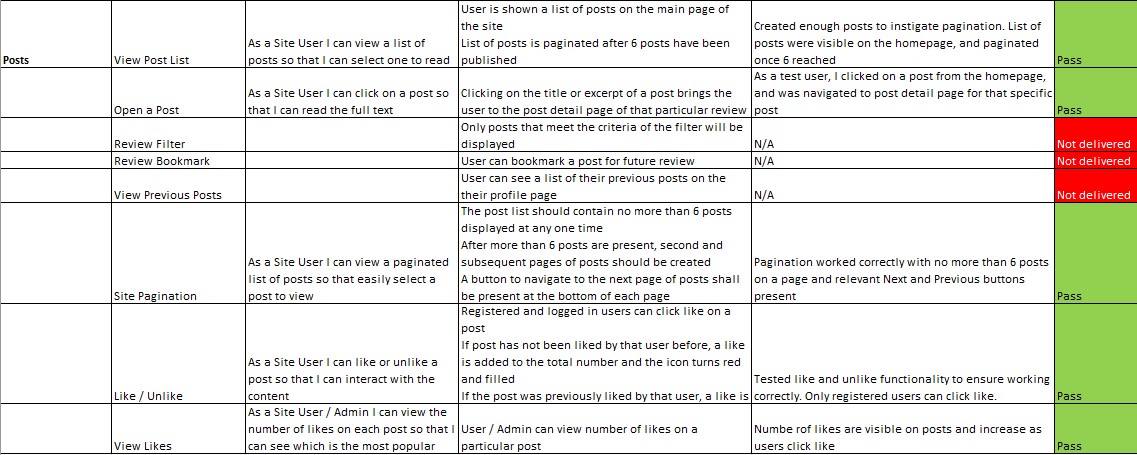 User is shown a list of posts on the main page of
the site
List of posts is paginated after 6 posts have been
published
As a Site User I can view a list of
posts so that I can select one to read
Created enough posts to instigate pagination. List of
posts were visible on the homepage, and paginated
once 6 reached
Posts
View Post List
Pass
Open a Post
As a Site User I can click on a post so
that I can read the full text
Clicking on the title or excerpt of a post brings the
user to the post detail page of that particular review
As a test user, I clicked on a post from the homepage,
and was navigated to post detail page for that specific
post
Pass
Review Filter
Only posts that meet the criteria of the filter will be
displayed
N/A
Not delivered
Review Bookmark
User can bookmark a post for future review
N/A
Not delivered
View Previous Posts
User can see a list of their previous posts on the
their profile page
N/A
Not delivered
Site Pagination
As a Site User I can view a paginated
list of posts so that easily select a
post to view
The post list should contain no more than 6 posts
displayed at any one time
After more than 6 posts are present, second and
subsequent pages of posts should be created
A button to navigate to the next page of posts shall
be present at the bottom of each page
Pagination worked correctly with no more than 6 posts
on a page and relevant Next and Previous buttons
present
Pass
Like / Unlike
As a Site User I can like or unlike a
post so that I can interact with the
content
Registered and logged in users can click like on a
post
If post has not been liked by that user before, a like
is added to the total number and the icon turns red
and filled
If the post was previously liked by that user, a like is
Tested like and unlike functionality to ensure working
correctly. Only registered users can click like.
Pass
View Likes
As a Site User / Admin I can view the
number of likes on each post so that I
can see which is the most popular
User / Admin can view number of likes on a
particular post
Numbe rof likes are visible on posts and increase as
users click like
Pass